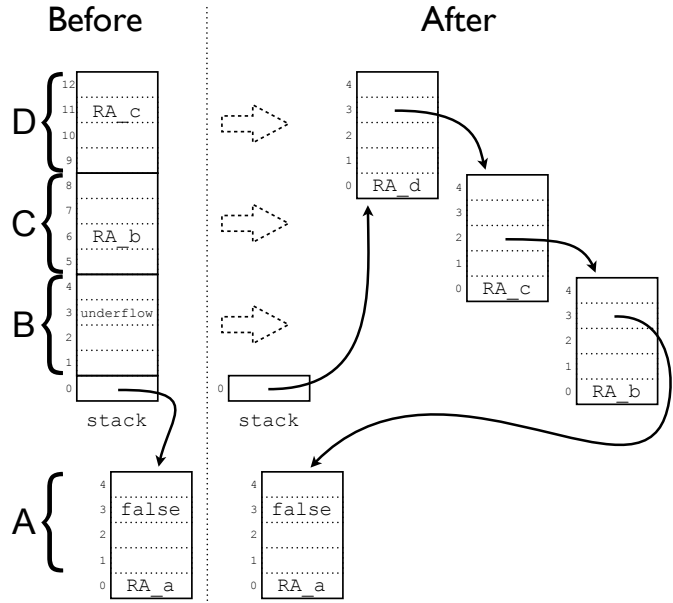 Before After
12
11 RA_c
10
9
D
8
7
6 RA_b
5
C
4
3 underflow
2
1
B
0
stack
4
3
2
1
0 RA_d
4
3
2
1
0 RA_c
4
3
2
1
0 RA_b
0
stack
A
4
3 false
2
1
0 RA_a
4
3 false
2
1
0 RA_a